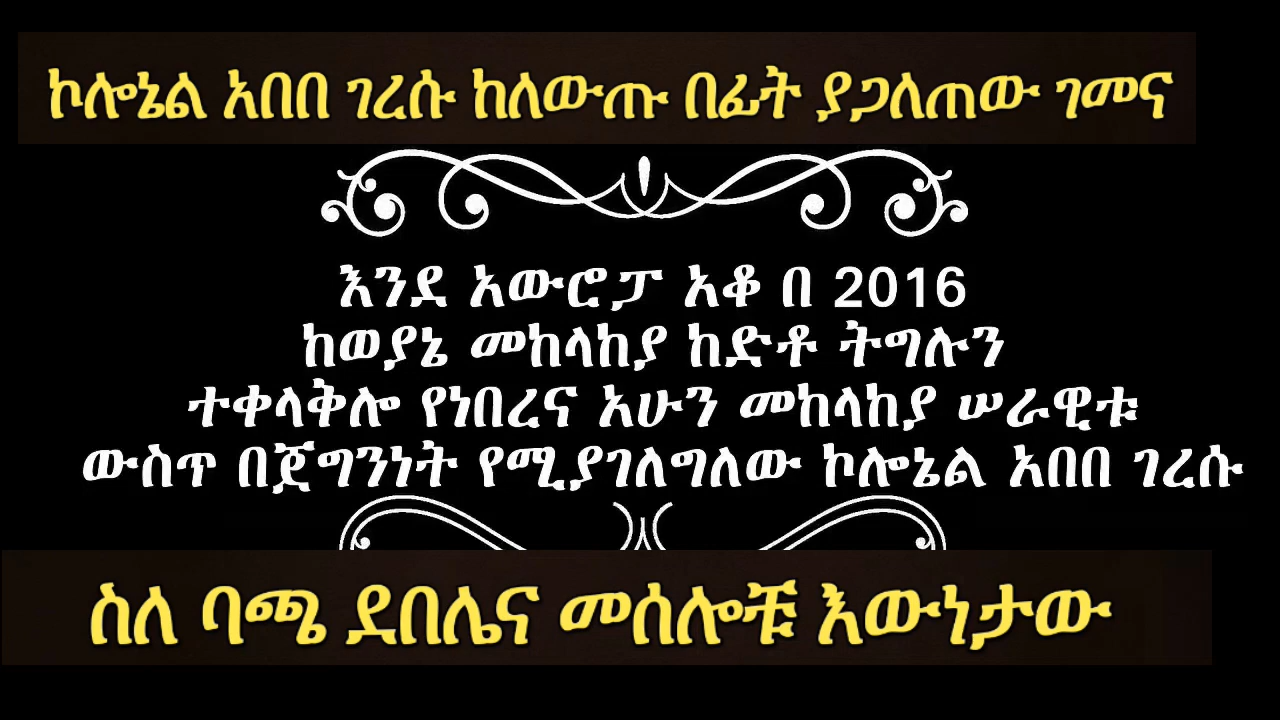 ኮሎኔል አበበ ገረሱ ከለውጡ በፊት ያጋለጠው ገመና
እንደ አውሮፓ አቆ በ 2016
ከወያኔ መከላከያ ከድቶ ትግሉን
ተቀላቅሎ የነበረና አሁን መከላከያ ሠራዊቱ
ውስጥ በጀግንነት የሚያገለግለው ኮሎኔል አበበ ገረሱ
ስለ ባጫ ደበሌና መሰሎቹ እውነታው